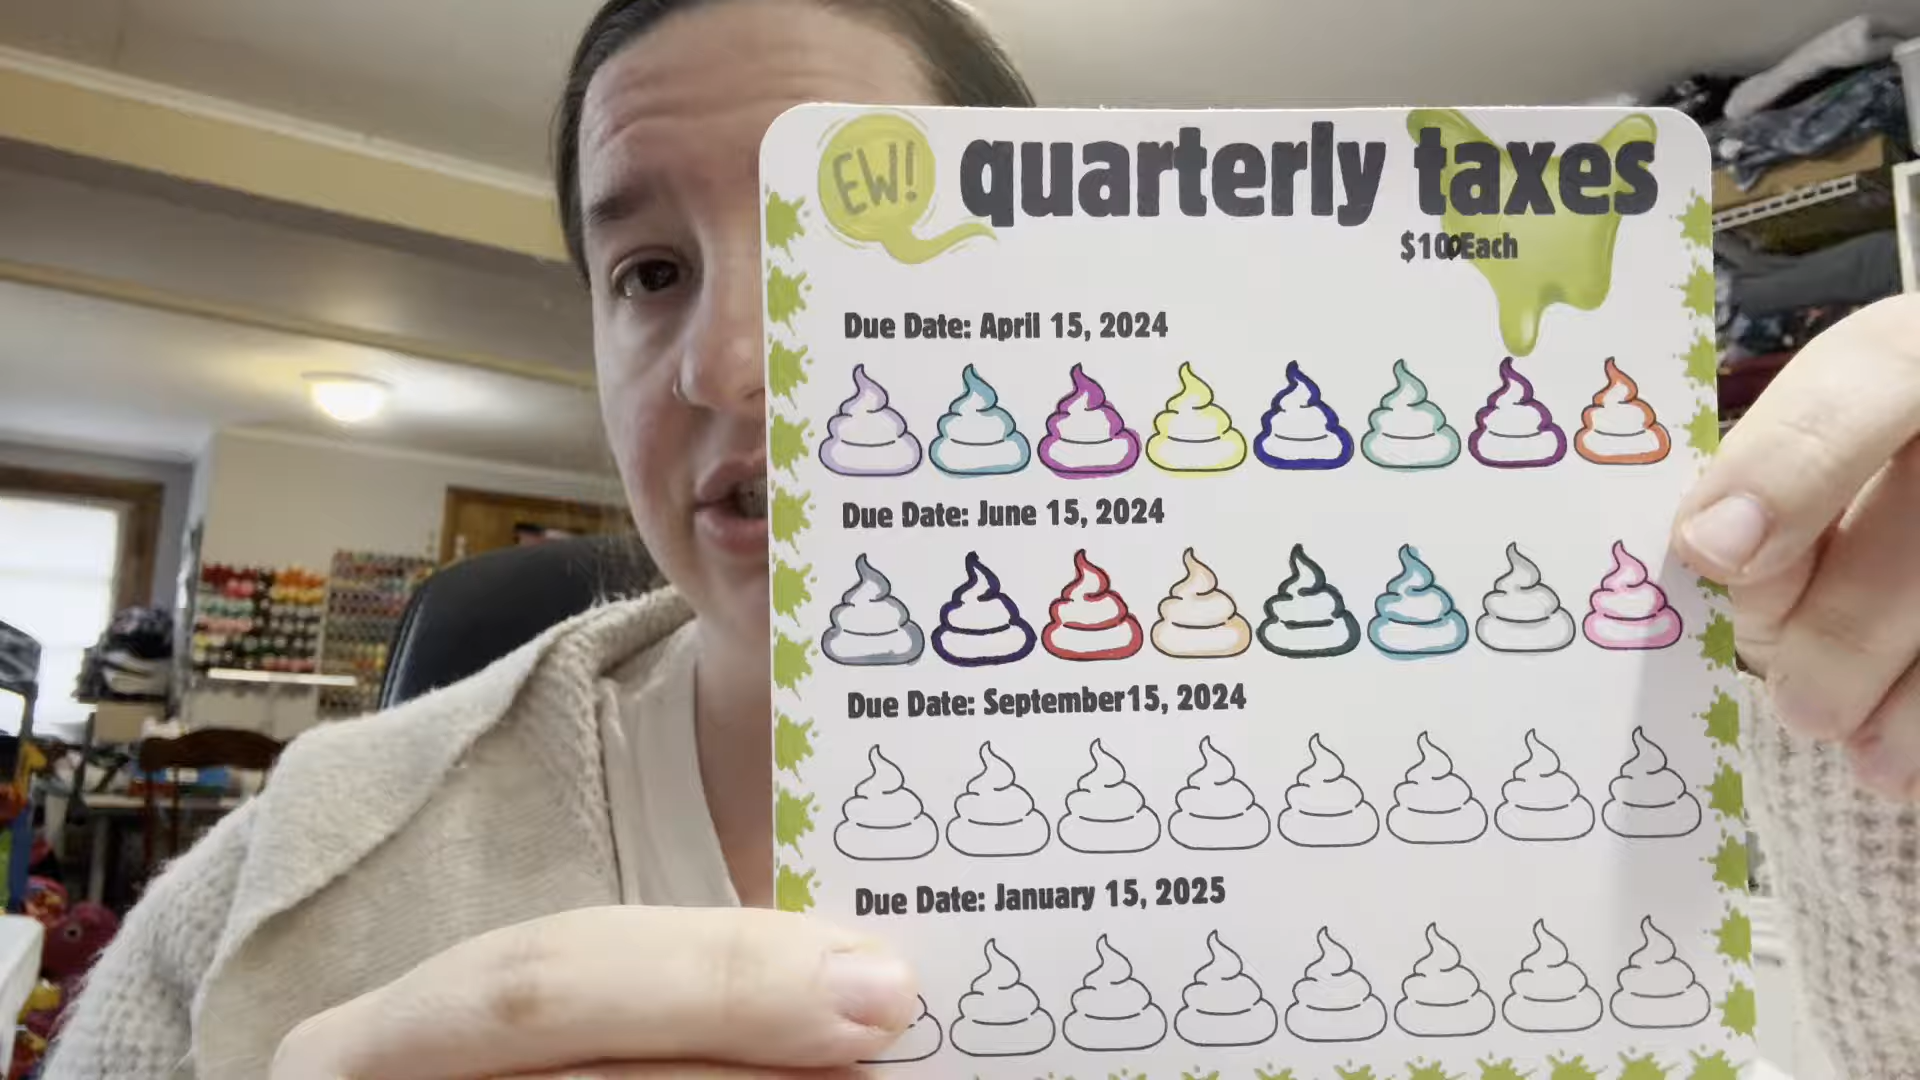 EW! quarterly taxes
$100Each
Due Date: April 15, 2024
Due Date: June 15, 2024
Due Date: September15, 2024
Due Date: January 15, 2025